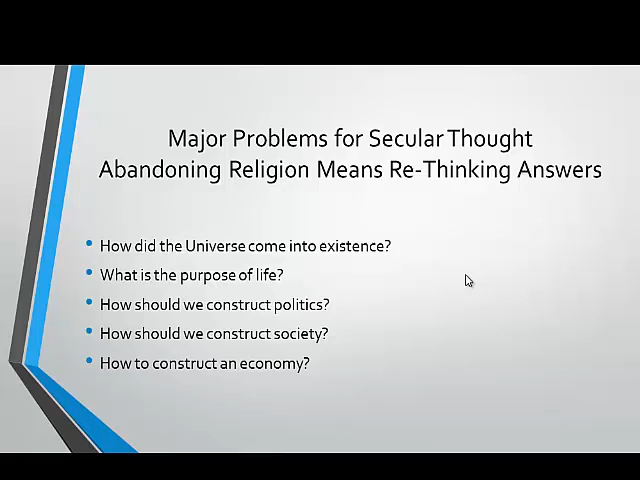 Major Problems for Secular Thought
Abandoning Religion Means Re-Thinking Answers
• How did the Universe come into existence?
• What is the purpose of life?
• How should we construct politics?
• How should we construct society?
• How to construct an economy?